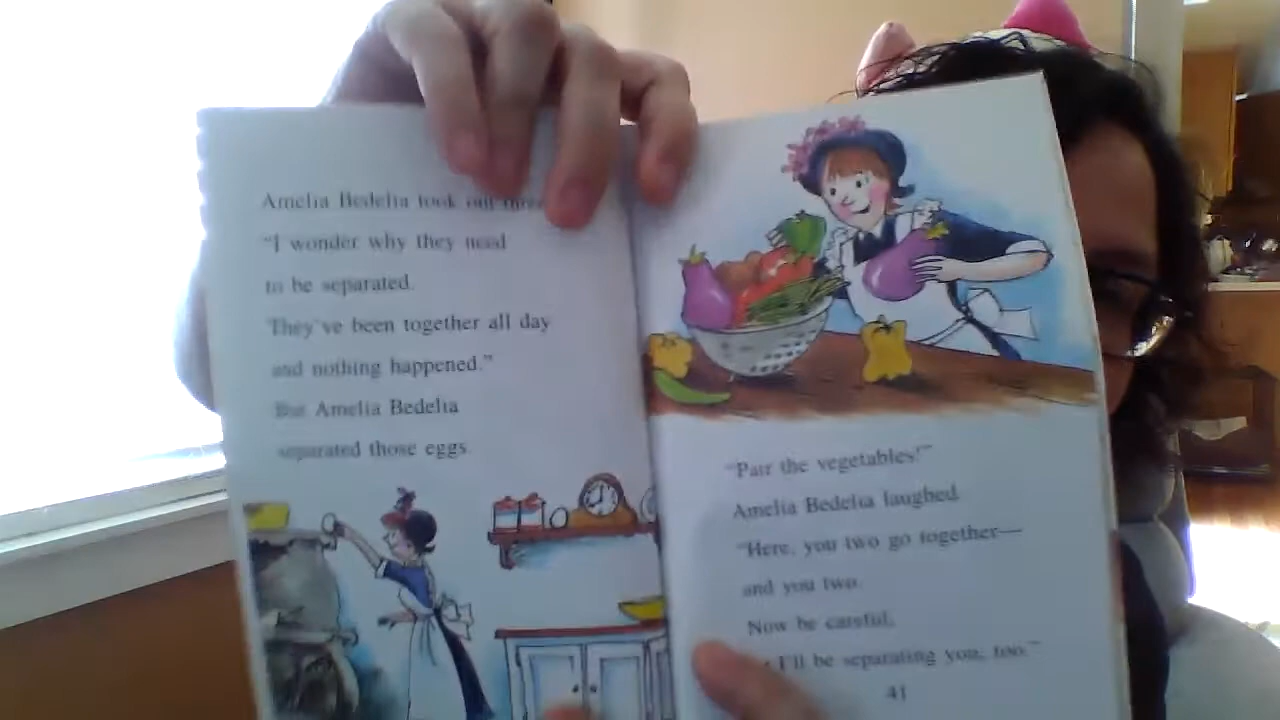 Amelia Bedelia took out three
"I wonder why they need
to be separated.
They've been together all day
and nothing happened."
But Amelia Bedelia
separated those eggs.
"Pair the vegetables!"
Amelia Bedelia laughed.
"Here, you two go together—
and you two.
Now be careful,
I'll be separating you, too."
41